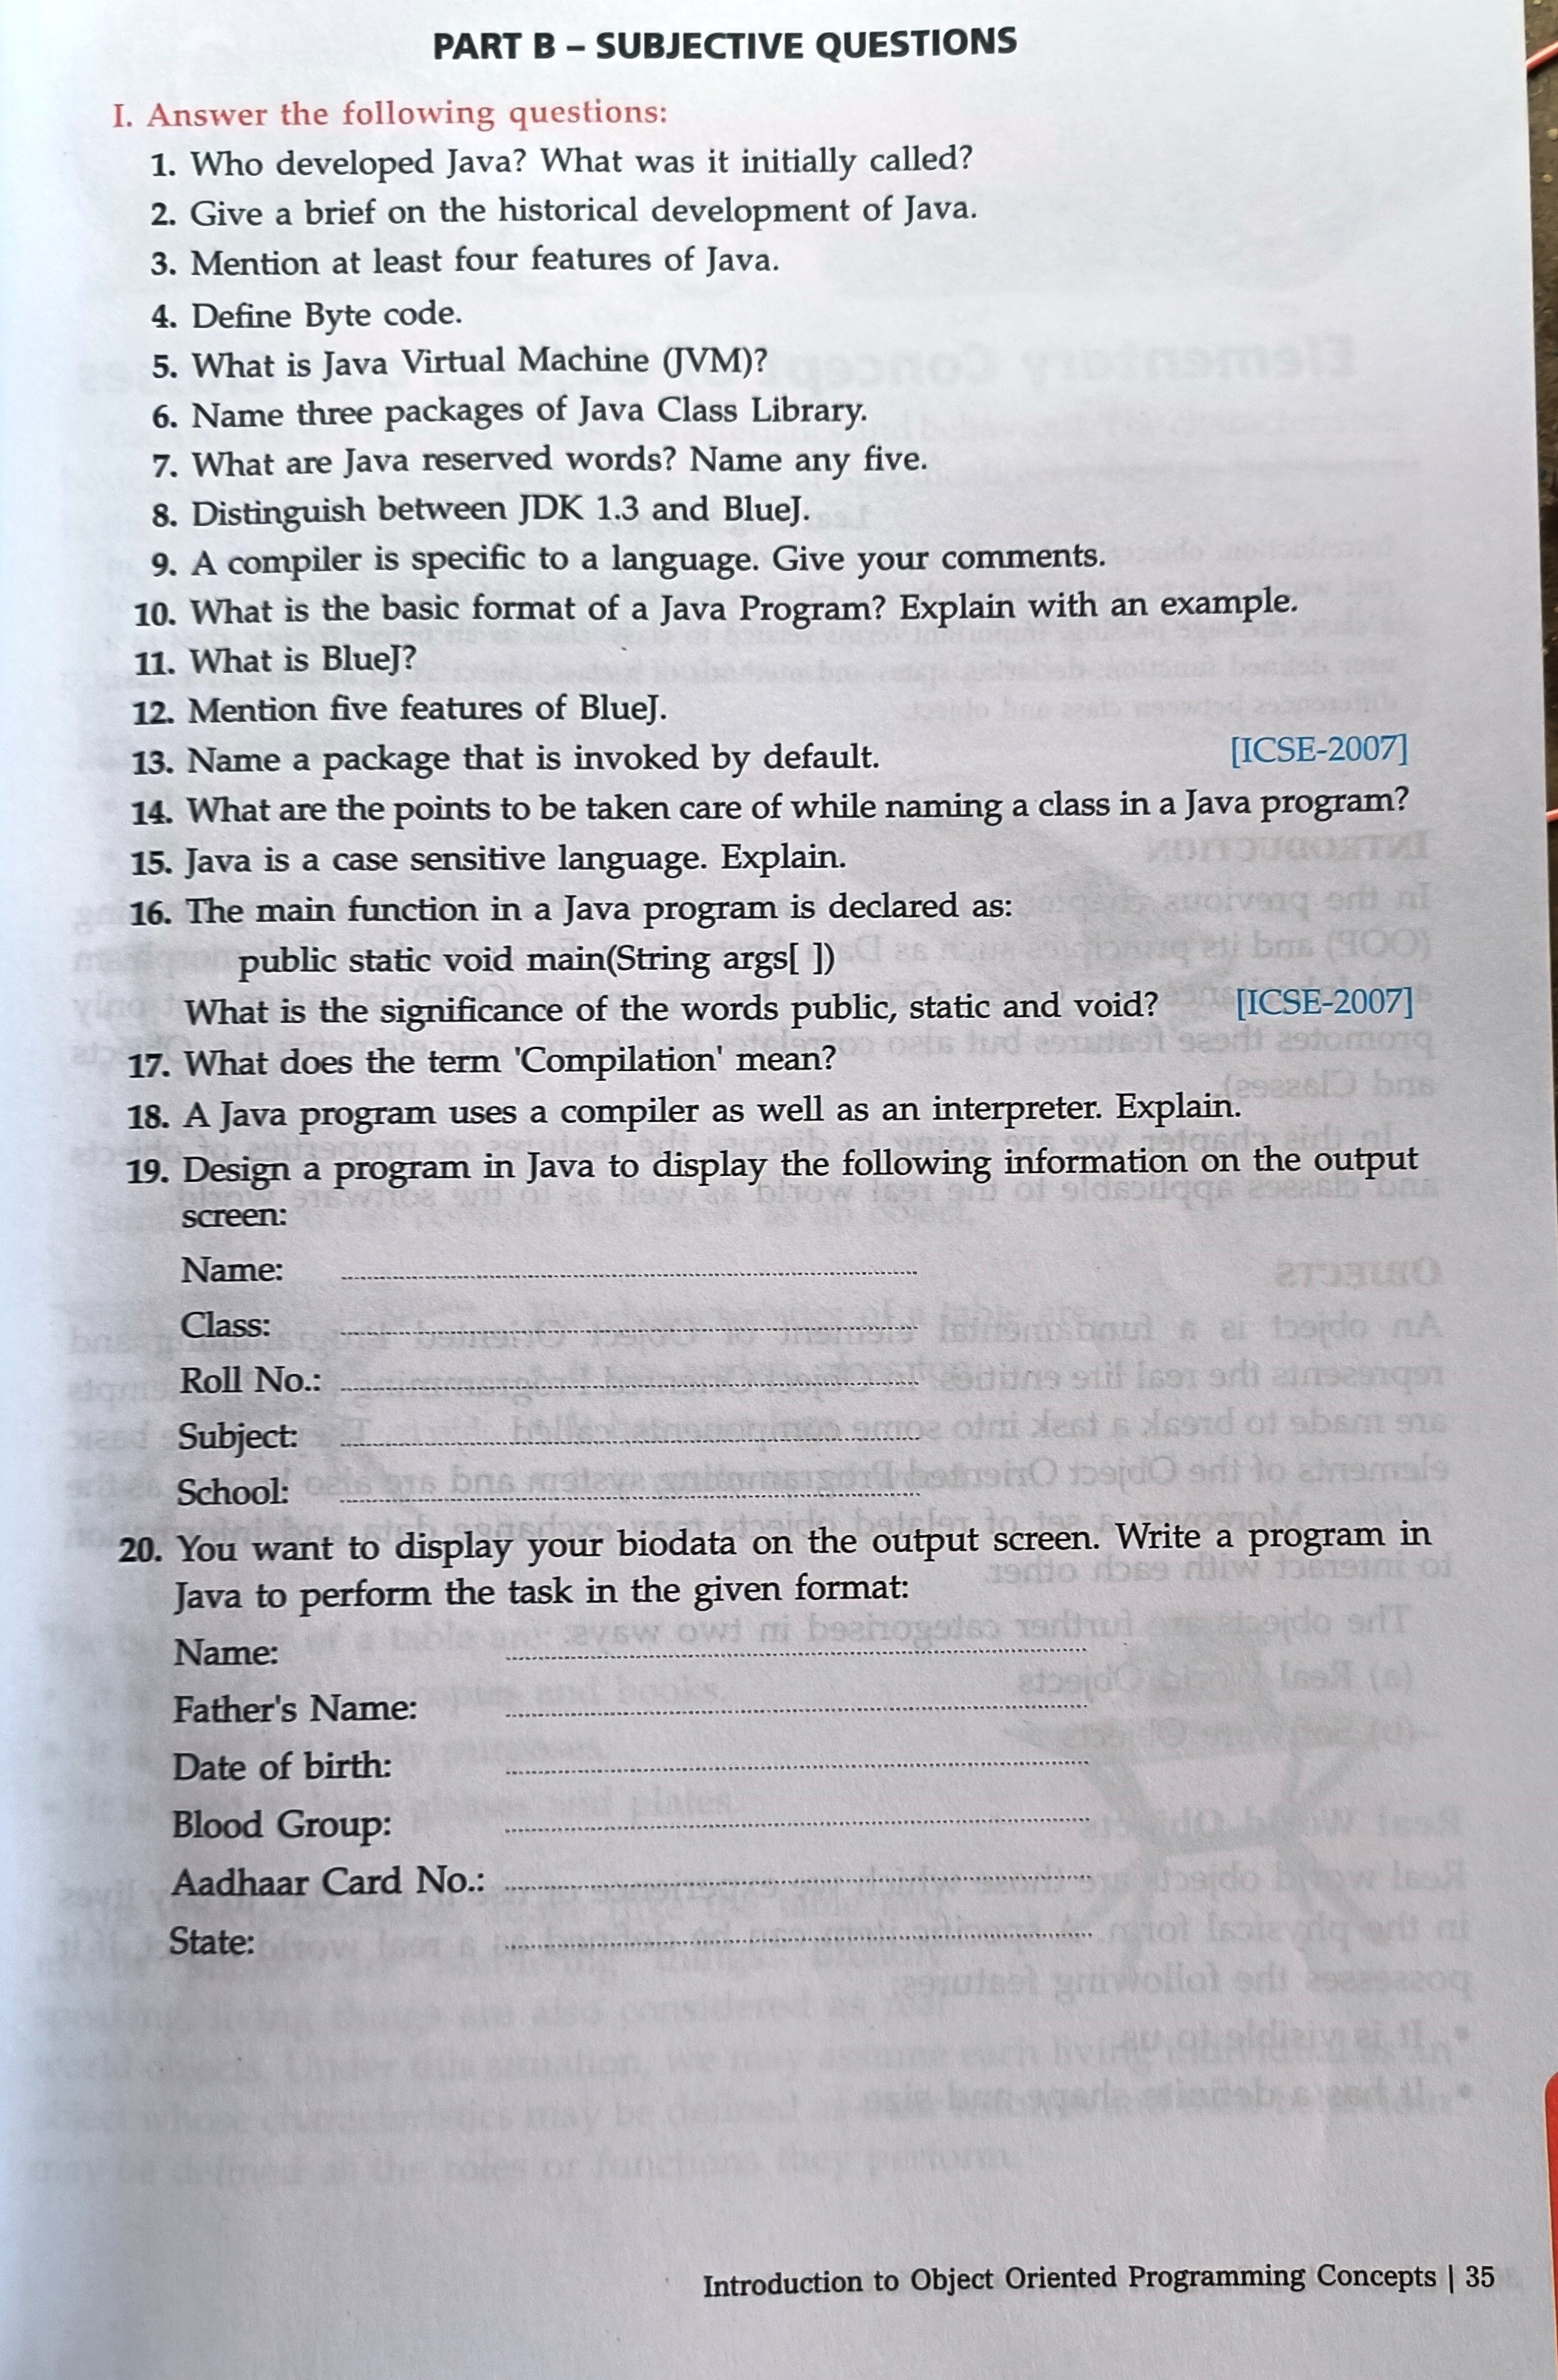 PART B – SUBJECTIVE QUESTIONS
I. Answer the following questions:
1. Who developed Java? What was it initially called?
2. Give a brief on the historical development of Java.
3. Mention at least four features of Java.
4. Define Byte code.
5. What is Java Virtual Machine (JVM)?
6. Name three packages of Java Class Library.
7. What are Java reserved words? Name any five.
8. Distinguish between JDK 1.3 and BlueJ.
9. A compiler is specific to a language. Give your comments.
10. What is the basic format of a Java Program? Explain with an example.
11. What is BlueJ?
12. Mention five features of BlueJ.
13. Name a package that is invoked by default. [ICSE-2007]
14. What are the points to be taken care of while naming a class in a Java program?
15. Java is a case sensitive language. Explain.
16. The main function in a Java program is declared as:
public static void main(String args[ ])
What is the significance of the words public, static and void? [ICSE-2007]
17. What does the term 'Compilation' mean?
18. A Java program uses a compiler as well as an interpreter. Explain.
19. Design a program in Java to display the following information on the output
screen:
Name:
Class:
Roll No.:
Subject:
School:
20. You want to display your biodata on the output screen. Write a program in
Java to perform the task in the given format:
Name:
Father's Name:
Date of birth:
Blood Group:
Aadhaar Card No.:
State:
Introduction to Object Oriented Programming Concepts | 35